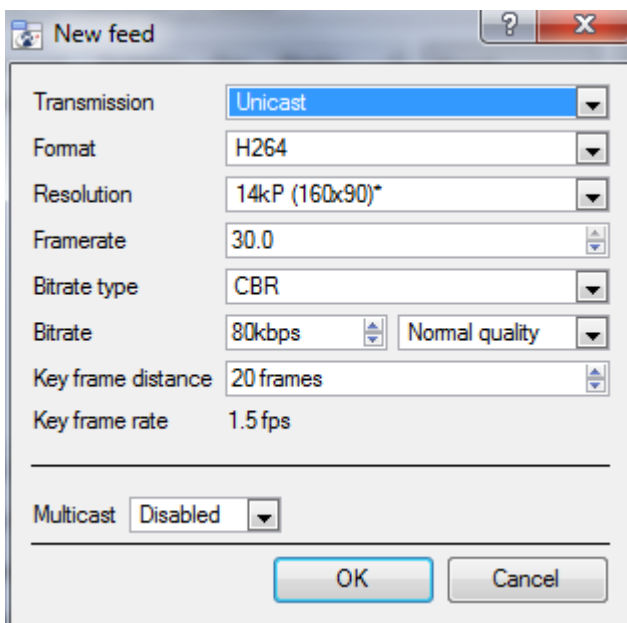 New feed
Transmission Unicast
Format H264
Resolution 14kP (160x90)*
Framerate 30.0
Bitrate type CBR
Bitrate 80kbps Normal quality
Key frame distance 20 frames
Key frame rate 1.5 fps
Multicast Disabled
OK Cancel